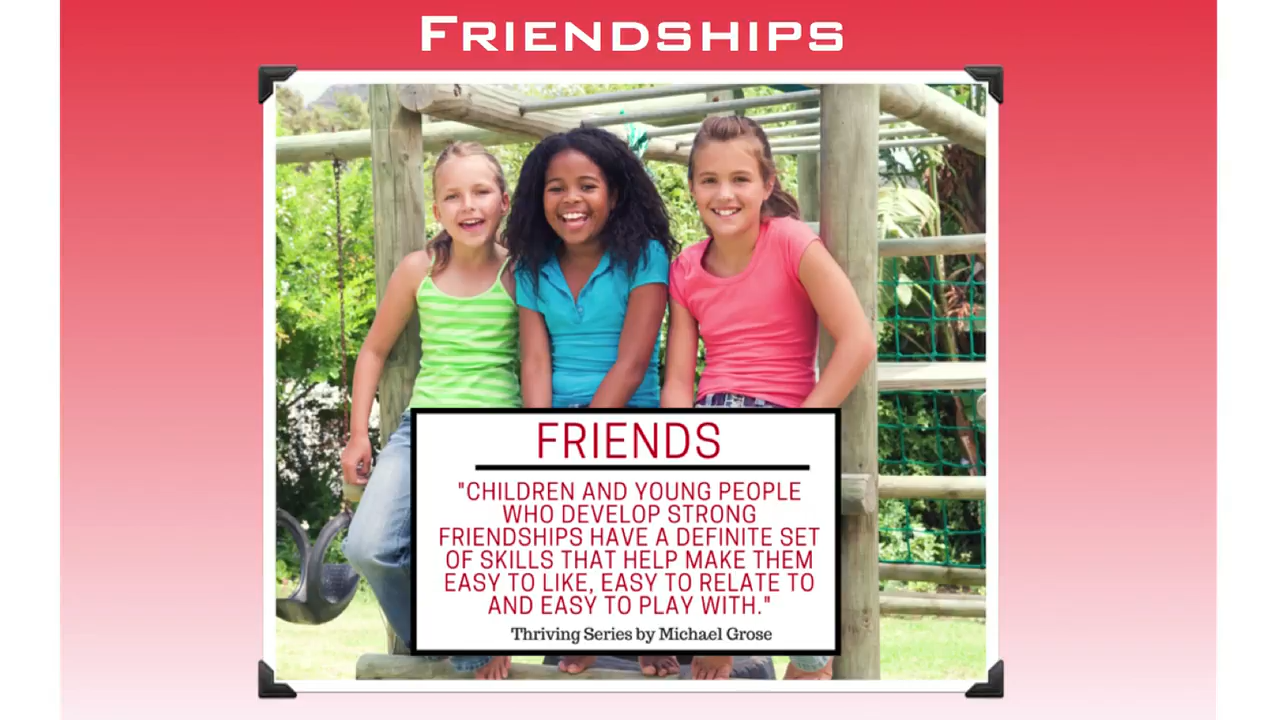 FRIENDSHIPS
FRIENDS
"CHILDREN AND YOUNG PEOPLE
WHO DEVELOP STRONG
FRIENDSHIPS HAVE A DEFINITE SET
OF SKILLS THAT HELP MAKE THEM
EASY TO LIKE, EASY TO RELATE TO
AND EASY TO PLAY WITH."
Thriving Series by Michael Grose